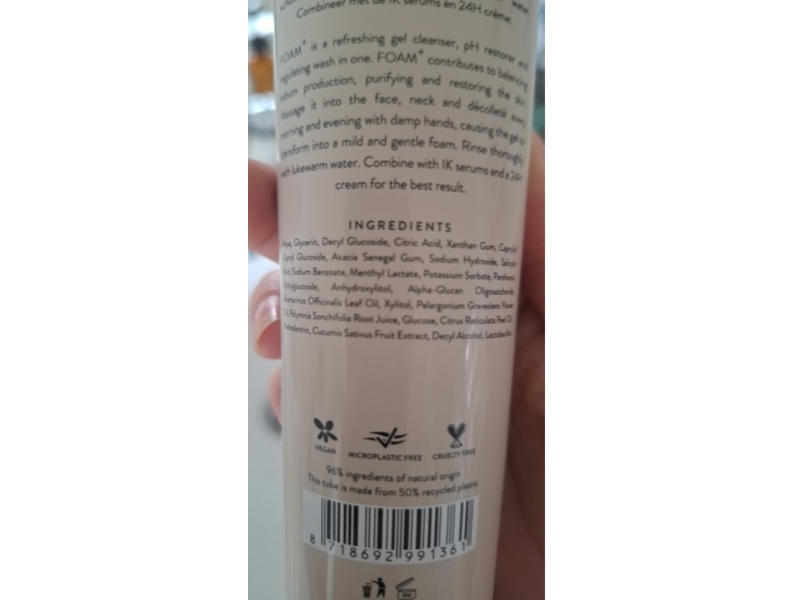 Combineer met de IK serums en 24H crème.
FOAM+ is a refreshing gel cleanser, pH restorer and
regulating wash in one. FOAM+ contributes to balancing
sebum production, purifying and restoring the skin.
Massage it into the face, neck and décolleté every
morning and evening with damp hands, causing the gel to
transform into a mild and gentle foam. Rinse thoroughly
with lukewarm water. Combine with IK serums and a 24H
cream for the best result.
INGREDIENTS
Aqua, Glycerin, Decyl Glucoside, Citric Acid, Xanthan Gum, Caprylyl/
Capryl Glucoside, Acacia Senegal Gum, Sodium Hydroxide, Salicylic
Acid, Sodium Benzoate, Menthyl Lactate, Potassium Sorbate, Panthenol,
Xylitylglucoside, Anhydroxylitol, Alpha-Glucan Oligosaccharide,
Rosmarinus Officinalis Leaf Oil, Xylitol, Pelargonium Graveolens Flower
Oil, Polymnia Sonchifolia Root Juice, Glucose, Citrus Reticulata Peel Oil,
Maltodextrin, Cucumis Sativus Fruit Extract, Decyl Alcohol, Lactobacillus
VEGAN MICROPLASTIC FREE CRUELTY FREE
96% ingredients of natural origin
This tube is made from 50% recycled plastic
8 718692 991361